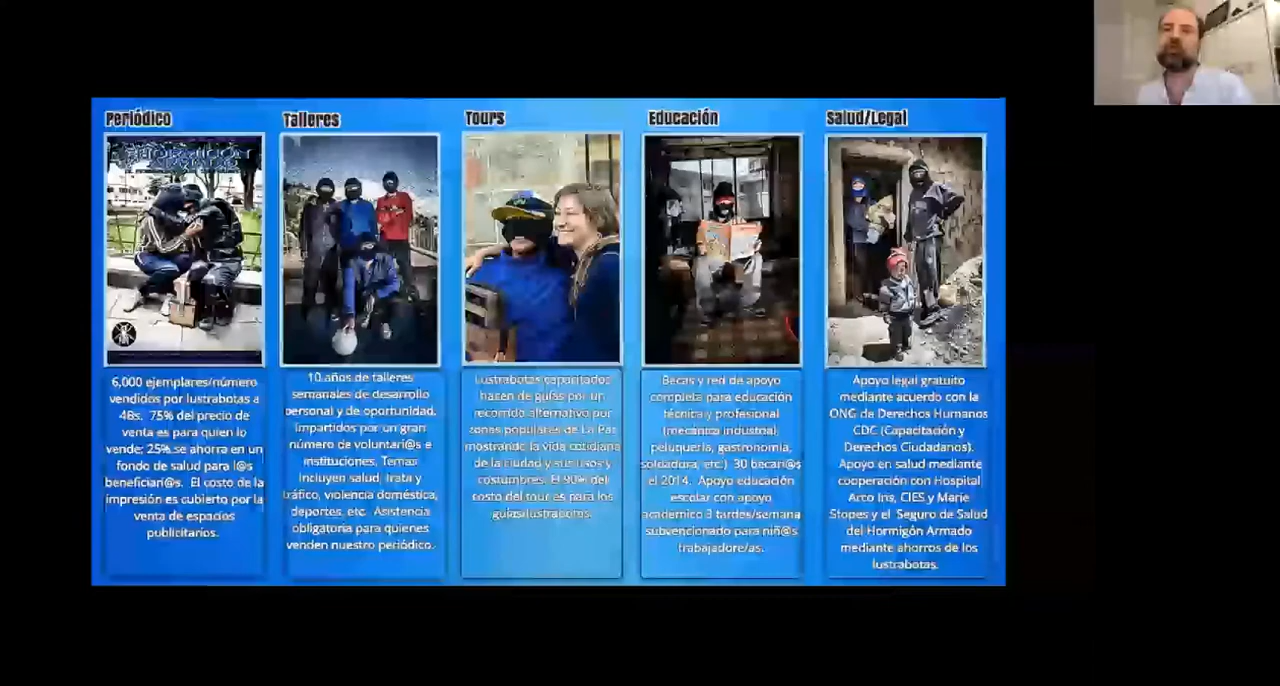 Periódico
6,000 ejemplares/número
vendidos por lustrabotas a
4Bs. 75% del precio de
venta es para quien lo
vende; 25% se ahorra en un
fondo de salud para l@s
beneficiari@s. El costo de la
impresión es cubierto por la
venta de espacios
publicitarios.
Talleres
10 años de talleres
semanales de desarrollo
personal y de oportunidad,
impartidos por un gran
número de voluntari@s e
instituciones. Temas
incluyen salud, trata y
tráfico, violencia doméstica,
deportes, etc. Asistencia
obligatoria para quienes
venden nuestro periódico.
Tours
Lustrabotas capacitados
hacen de guías por un
recorrido alternativo por
zonas populares de La Paz
mostrando la vida cotidiana
de la ciudad y sus usos y
costumbres. El 90% del
costo del tour es para los
guías/lustrabotas.
Educación
Becas y red de apoyo
completa para educación
técnica y profesional
(mecánica industrial,
peluquería, gastronomía,
soldadura, etc.) 30 becari@s
el 2014. Apoyo educación
escolar con apoyo
académico 3 tardes/semana
subvencionado para niñ@s
trabajadore/as.
Salud/Legal
Apoyo legal gratuito
mediante acuerdo con la
ONG de Derechos Humanos
CDC (Capacitación y
Derechos Ciudadanos).
Apoyo en salud mediante
cooperación con Hospital
Arco Iris, CIES y Marie
Stopes y el Seguro de Salud
del Hormigón Armado
mediante ahorros de los
lustrabotas.